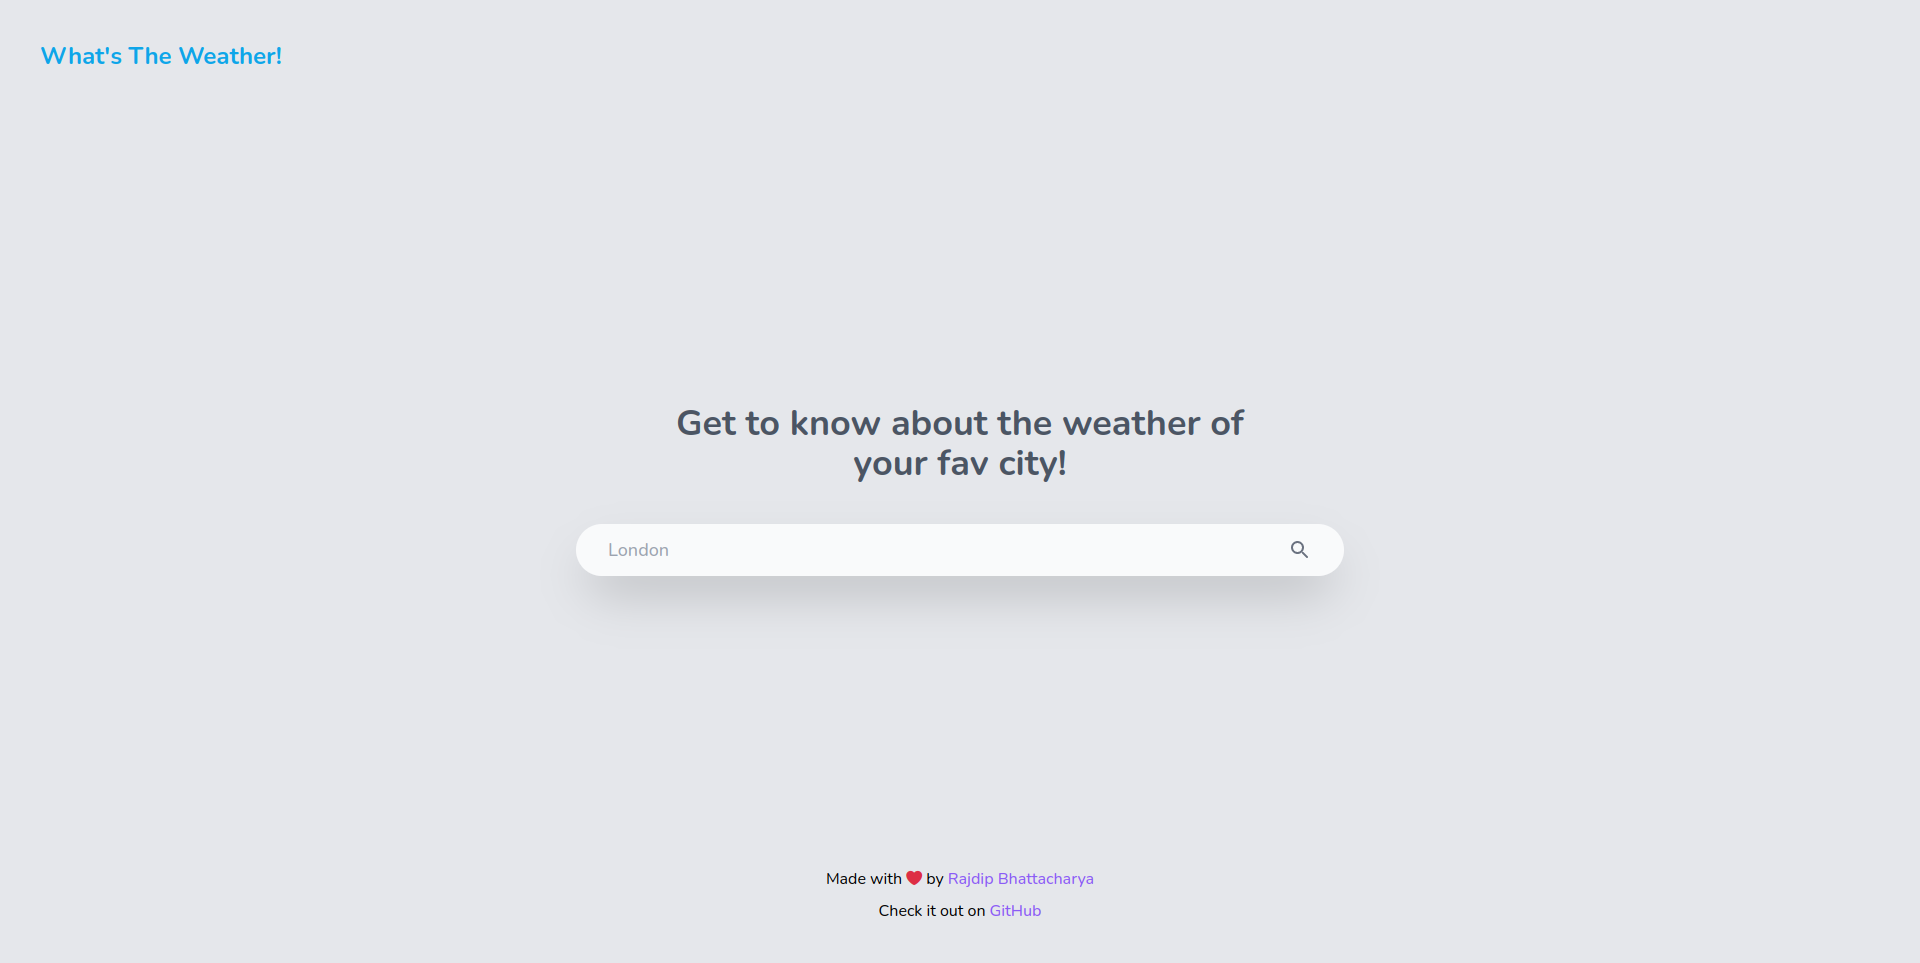 What's The Weather!
Get to know about the weather of
your fav city!
London
Made with ❤ by Rajdip Bhattacharya
Check it out on GitHub